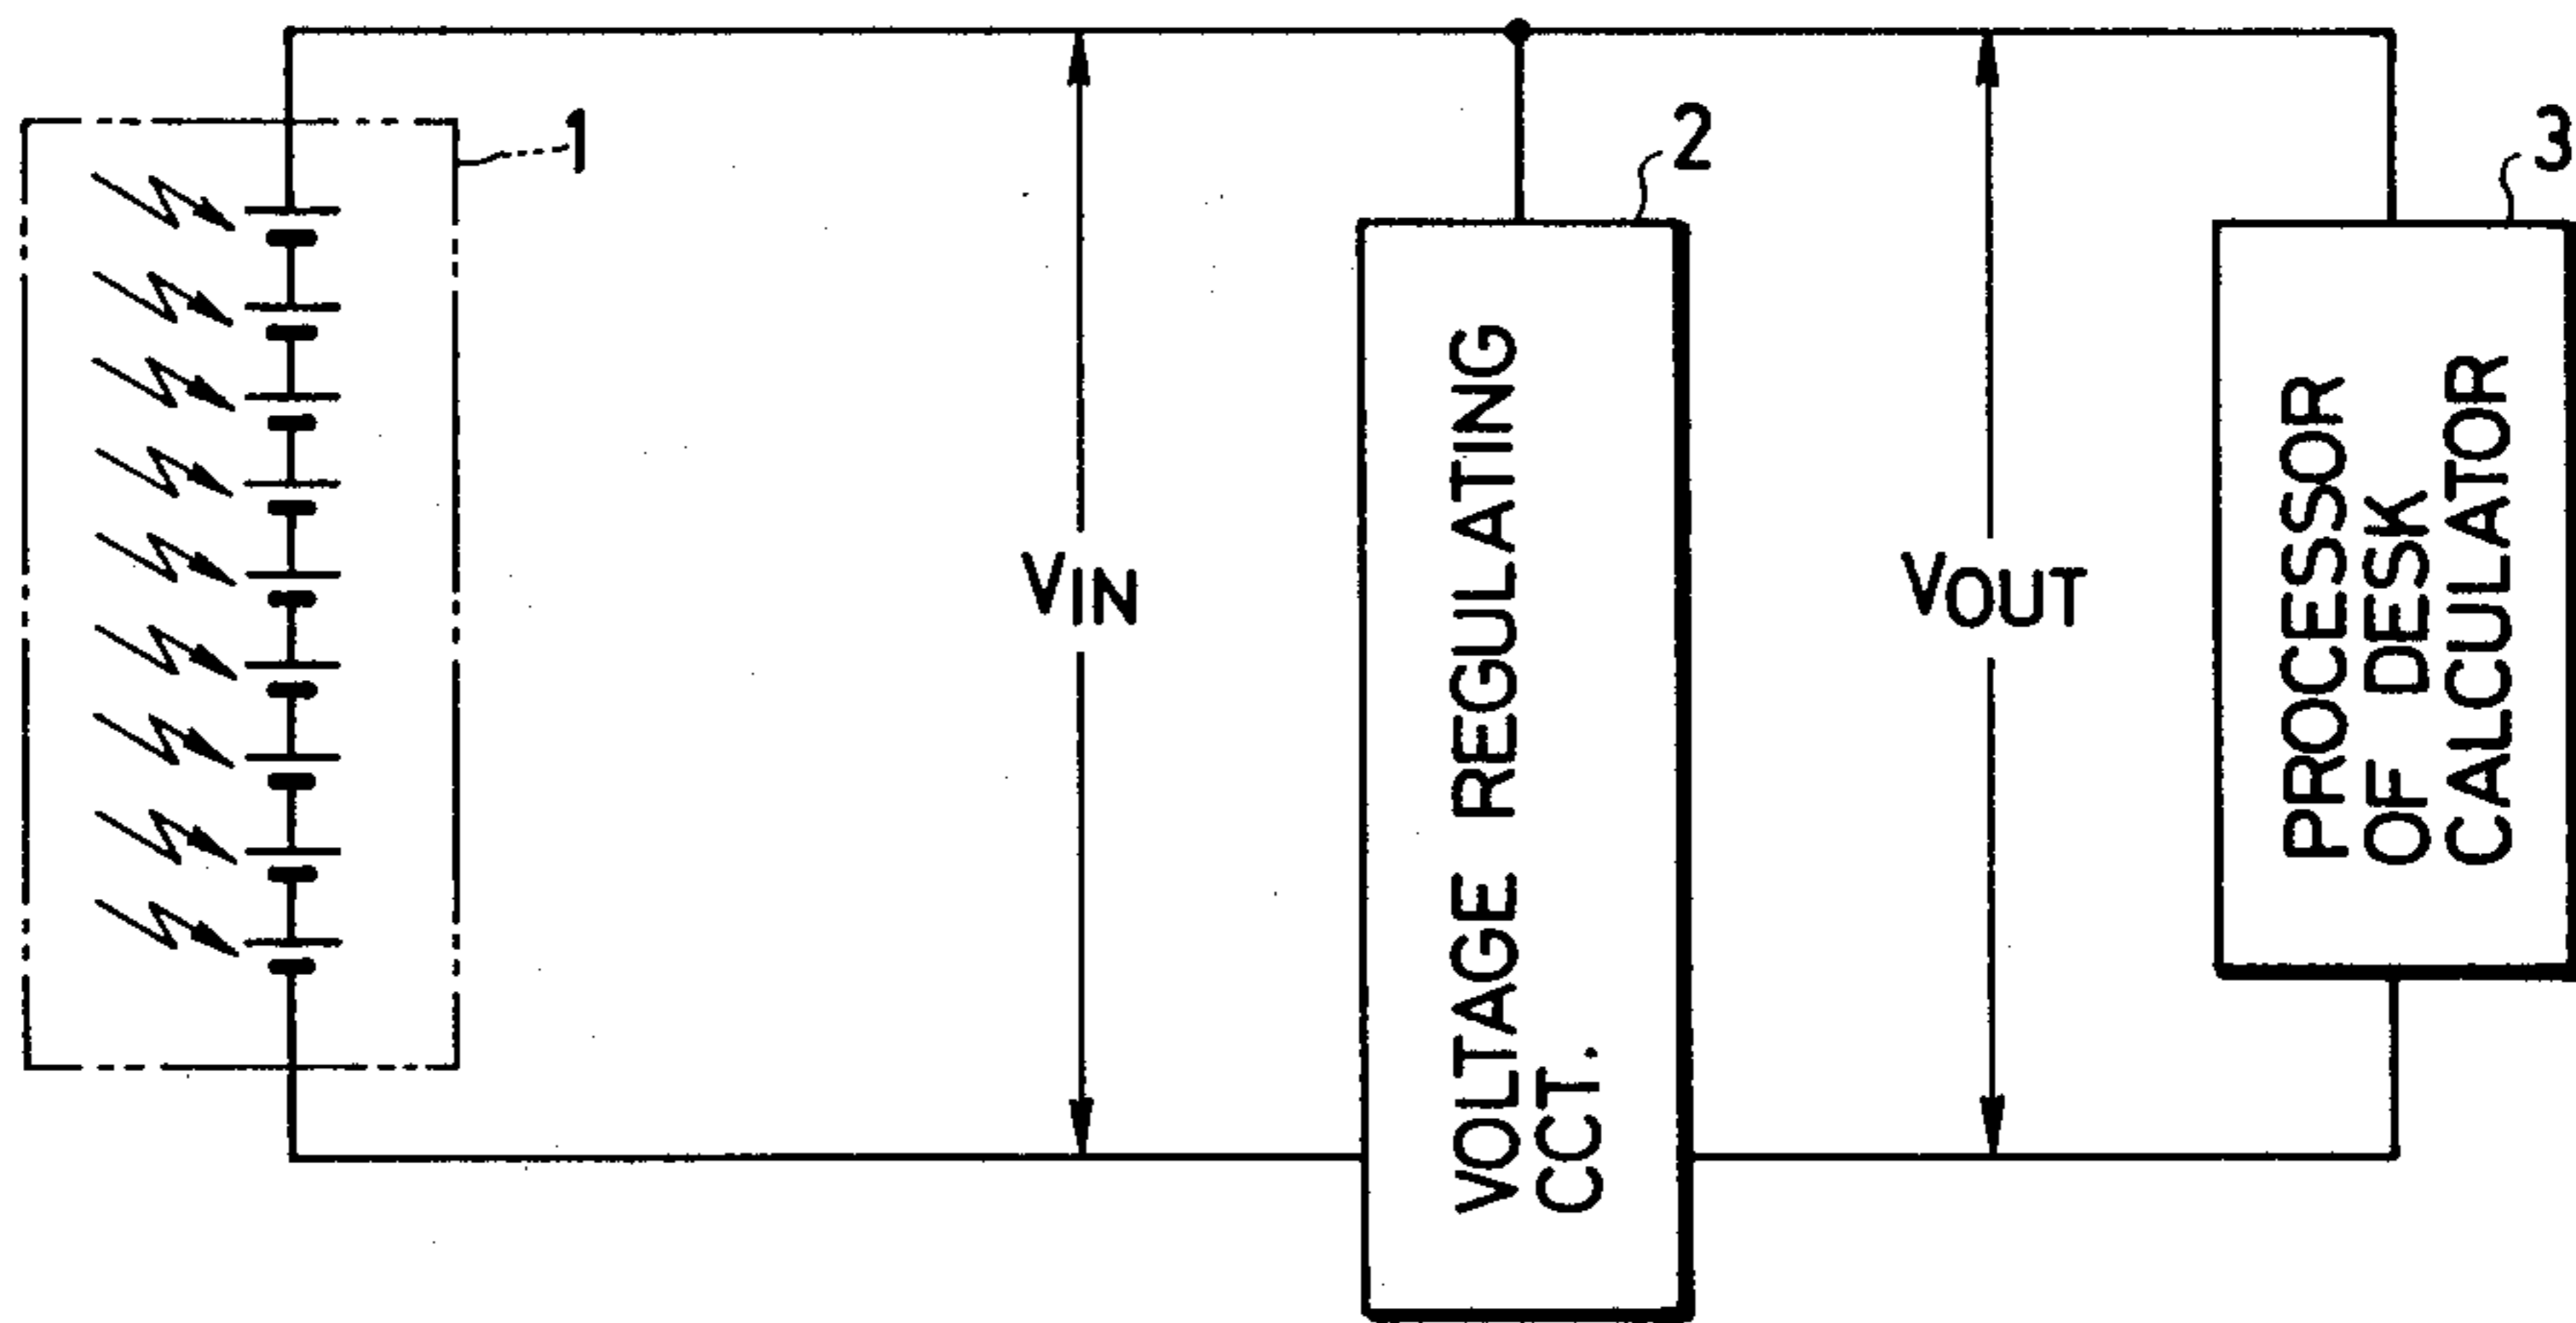 1
2
3
VIN
VOUT
VOLTAGE REGULATING
CCT.
PROCESSOR
OF DESK
CALCULATOR